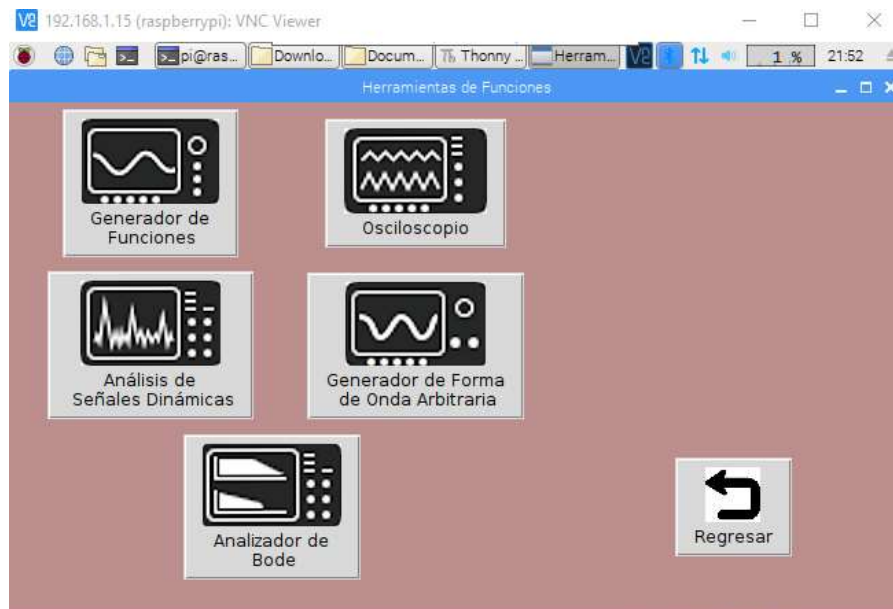 192.168.1.15 (raspberrypi): VNC Viewer
pi@ras... Downlo... Docum... Thonny ... Herram... 1 % 21:52
Herramientas de Funciones
Generador de
Funciones
Osciloscopio
Análisis de
Señales Dinámicas
Generador de Forma
de Onda Arbitraria
Analizador de
Bode
Regresar